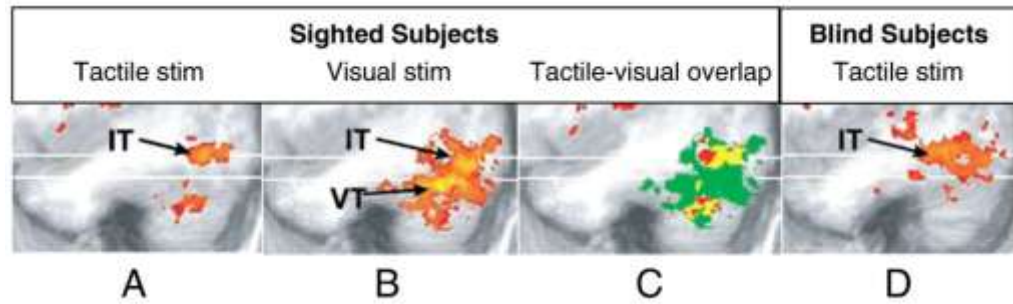 Sighted Subjects
Blind Subjects
Tactile stim
Visual stim
Tactile-visual overlap
Tactile stim
IT
IT
VT
IT
A
B
C
D